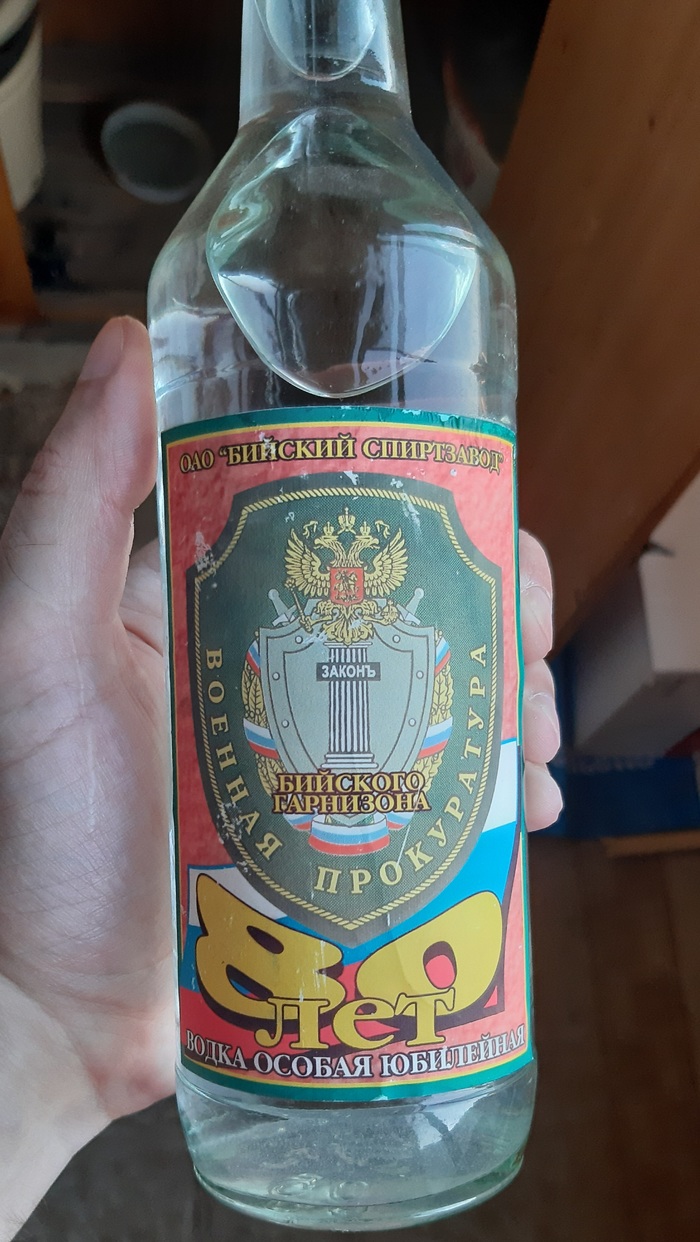 ОАО "БИЙСКИЙ СПИРТЗАВОД"
ЗАКОНЪ
ВОЕННАЯ ПРОКУРАТУРА
БИЙСКОГО
ГАРНИЗОНА
80
лет
ВОДКА ОСОБАЯ ЮБИЛЕЙНАЯ